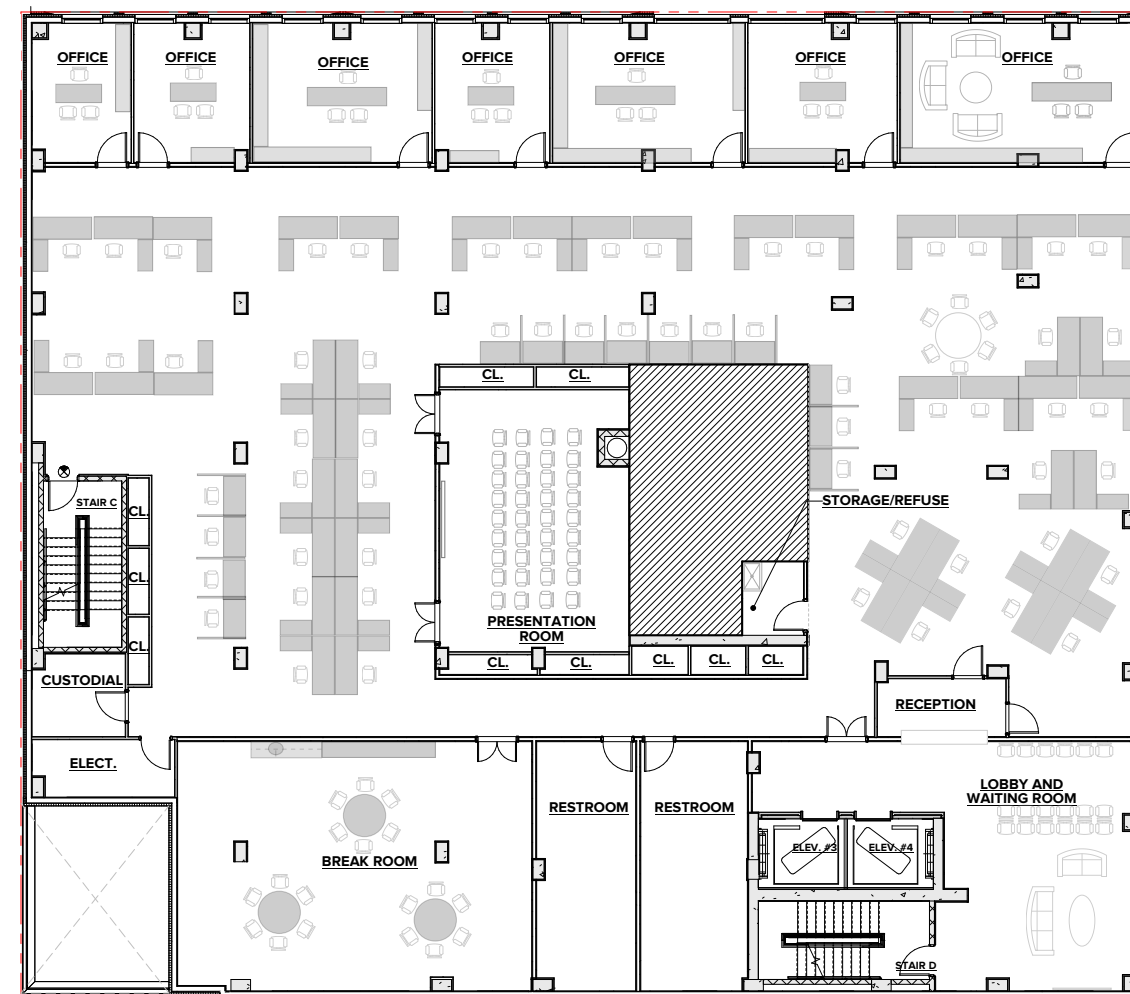 OFFICE
OFFICE
OFFICE
OFFICE
OFFICE
OFFICE
OFFICE
CL.
CL.
STORAGE/REFUSE
STAIR C
CL.
CL.
CL.
PRESENTATION
ROOM
CL.
CL.
CL.
CL.
CL.
CUSTODIAL
RECEPTION
ELECT.
LOBBY AND
WAITING ROOM
RESTROOM
RESTROOM
BREAK ROOM
ELEV. #3
ELEV. #4
STAIR D